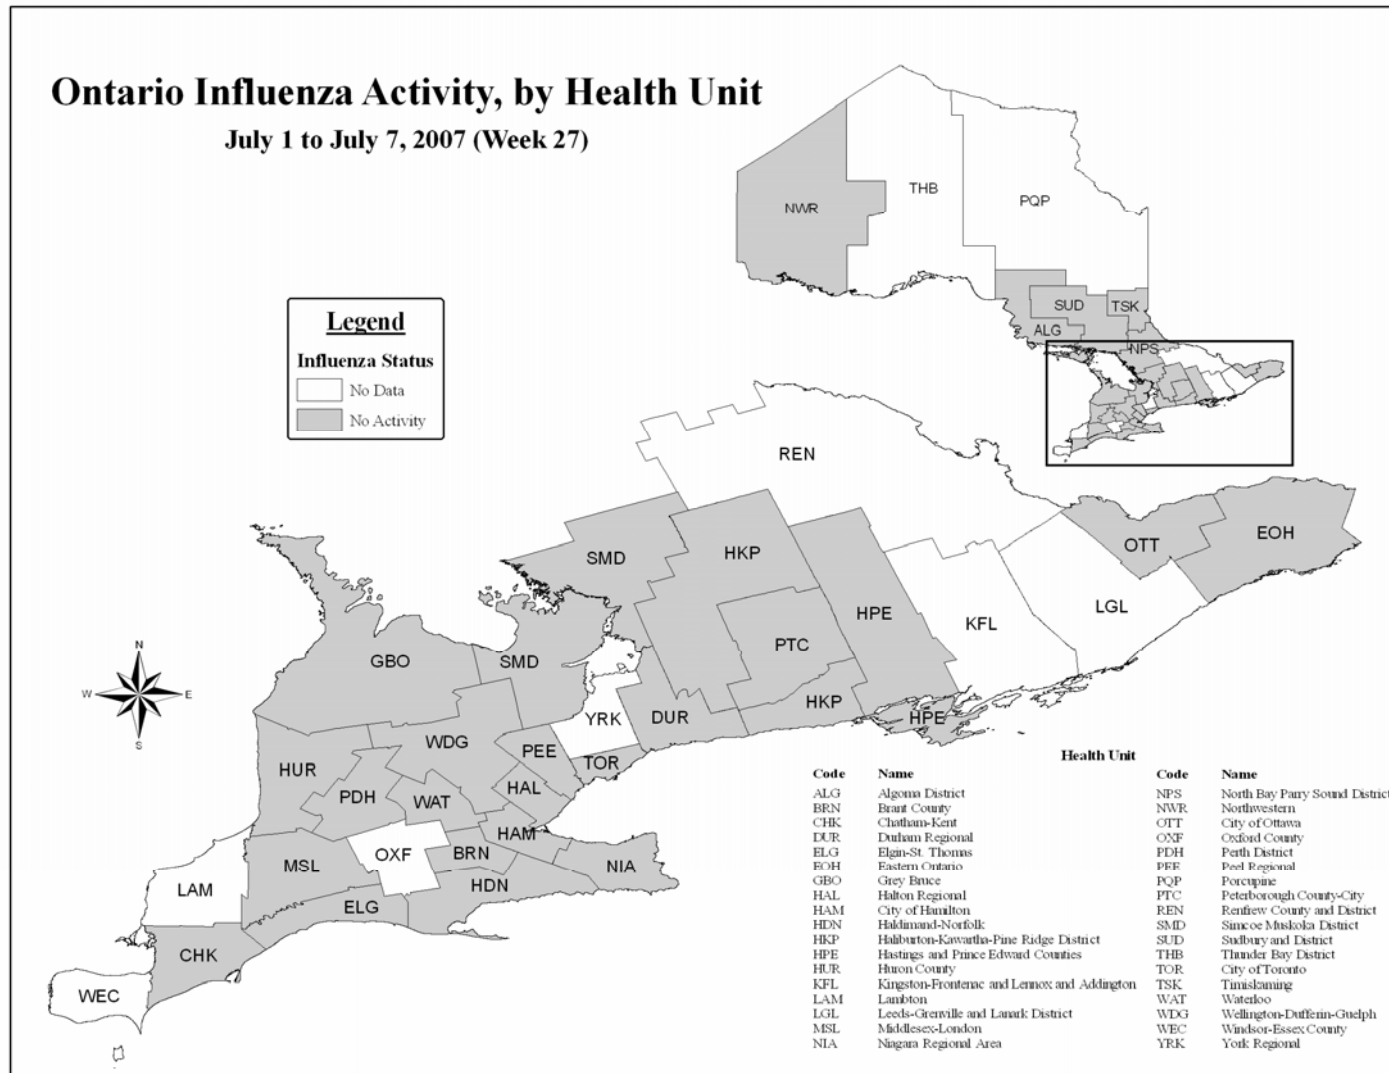 Ontario Influenza Activity, by Health Unit
July 1 to July 7, 2007 (Week 27)
THB
PQP
NWR
SUD
TSK
ALG
NPS
Legend
Influenza Status
No Data
No Activity
REN
SMD
HKP
OTT
EOH
HPE
LGL
KFL
PTC
GBO
SMD
N
W
E
S
YRK
DUR
HKP
HPE
WDG
PEE
TOR
HUR
PDH
WAT
HAL
HAM
OXF
BRN
MSL
HDN
NIA
LAM
ELG
CHK
WEC
Health Unit
Code Name Code Name
ALG Algoma District NPS North Bay Parry Sound District
BRN Brant County NWR Northwestern
CHK Chatham-Kent OTT City of Ottawa
DUR Durham Regional OXF Oxford County
ELG Elgin-St. Thomas PDH Perth District
EOH Eastern Ontario PEE Peel Regional
GBO Grey Bruce PQP Porcupine
HAL Halton Regional PTC Peterborough County-City
HAM City of Hamilton REN Renfrew County and District
HDN Haldimand-Norfolk SMD Simcoe Muskoka District
HKP Haliburton-Kawartha-Pine Ridge District SUD Sudbury and District
HPE Hastings and Prince Edward Counties THB Thunder Bay District
HUR Huron County TOR City of Toronto
KFL Kingston-Frontenac and Lennox and Addington TSK Timiskaming
LAM Lambton WAT Waterloo
LGL Leeds-Grenville and Lanark District WDG Wellington-Dufferin-Guelph
MSL Middlesex-London WEC Windsor-Essex County
NIA Niagara Regional Area YRK York Regional